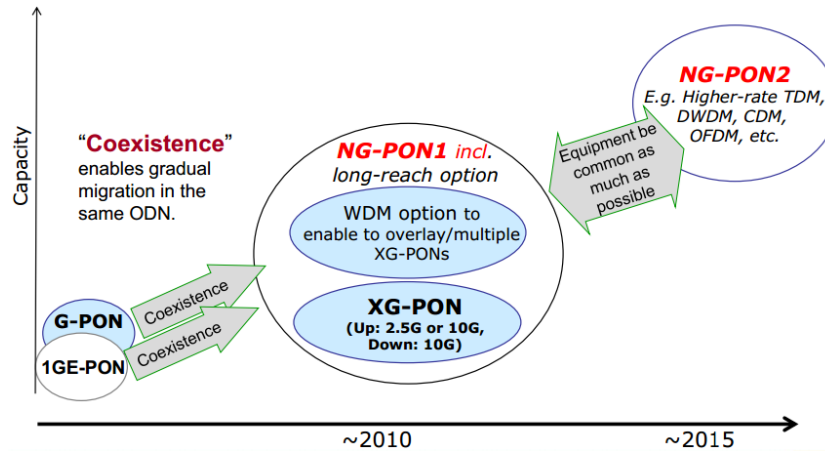 Capacity
"Coexistence"
enables gradual
migration in the
same ODN.
G-PON
1GE-PON
Coexistence
Coexistence
NG-PON1 incl.
long-reach option
WDM option to
enable to overlay/multiple
XG-PONs
XG-PON
(Up: 2.5G or 10G,
Down: 10G)
Equipment be
common as
much as
possible
NG-PON2
E.g. Higher-rate TDM,
DWDM, CDM,
OFDM, etc.
~2010
~2015